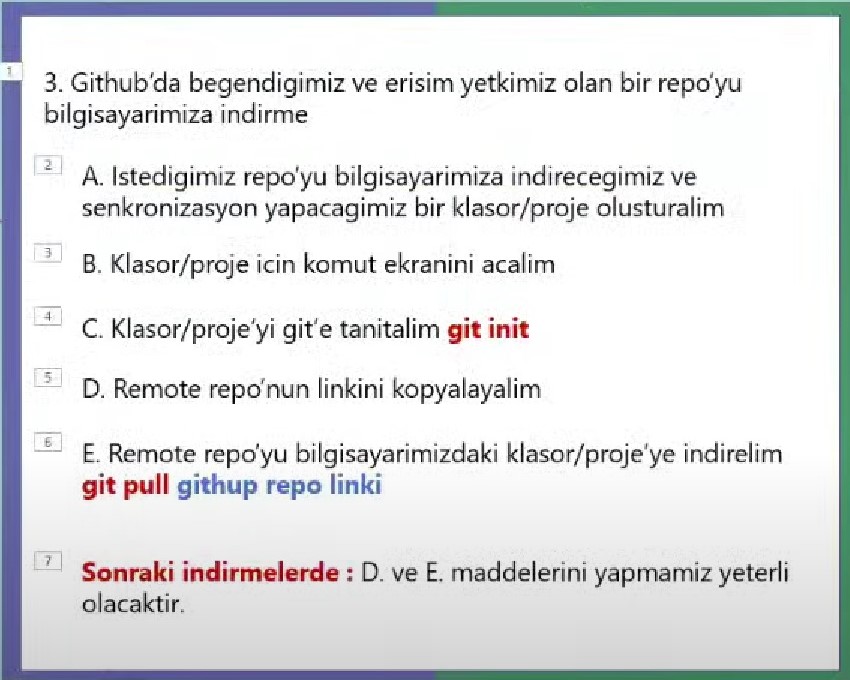 1
3. Github'da begendigimiz ve erisim yetkimiz olan bir repo'yu
bilgisayarimiza indirme
2
A. Istedigimiz repo'yu bilgisayarimiza indirecegimiz ve
senkronizasyon yapacagimiz bir klasor/proje olusturalim
3
B. Klasor/proje icin komut ekranini acalim
4
C. Klasor/proje'yi git'e tanitalim git init
5
D. Remote repo'nun linkini kopyalayalim
6
E. Remote repo'yu bilgisayarimizdaki klasor/proje'ye indirelim
git pull githup repo linki
7
Sonraki indirmelerde : D. ve E. maddelerini yapmamiz yeterli
olacaktir.